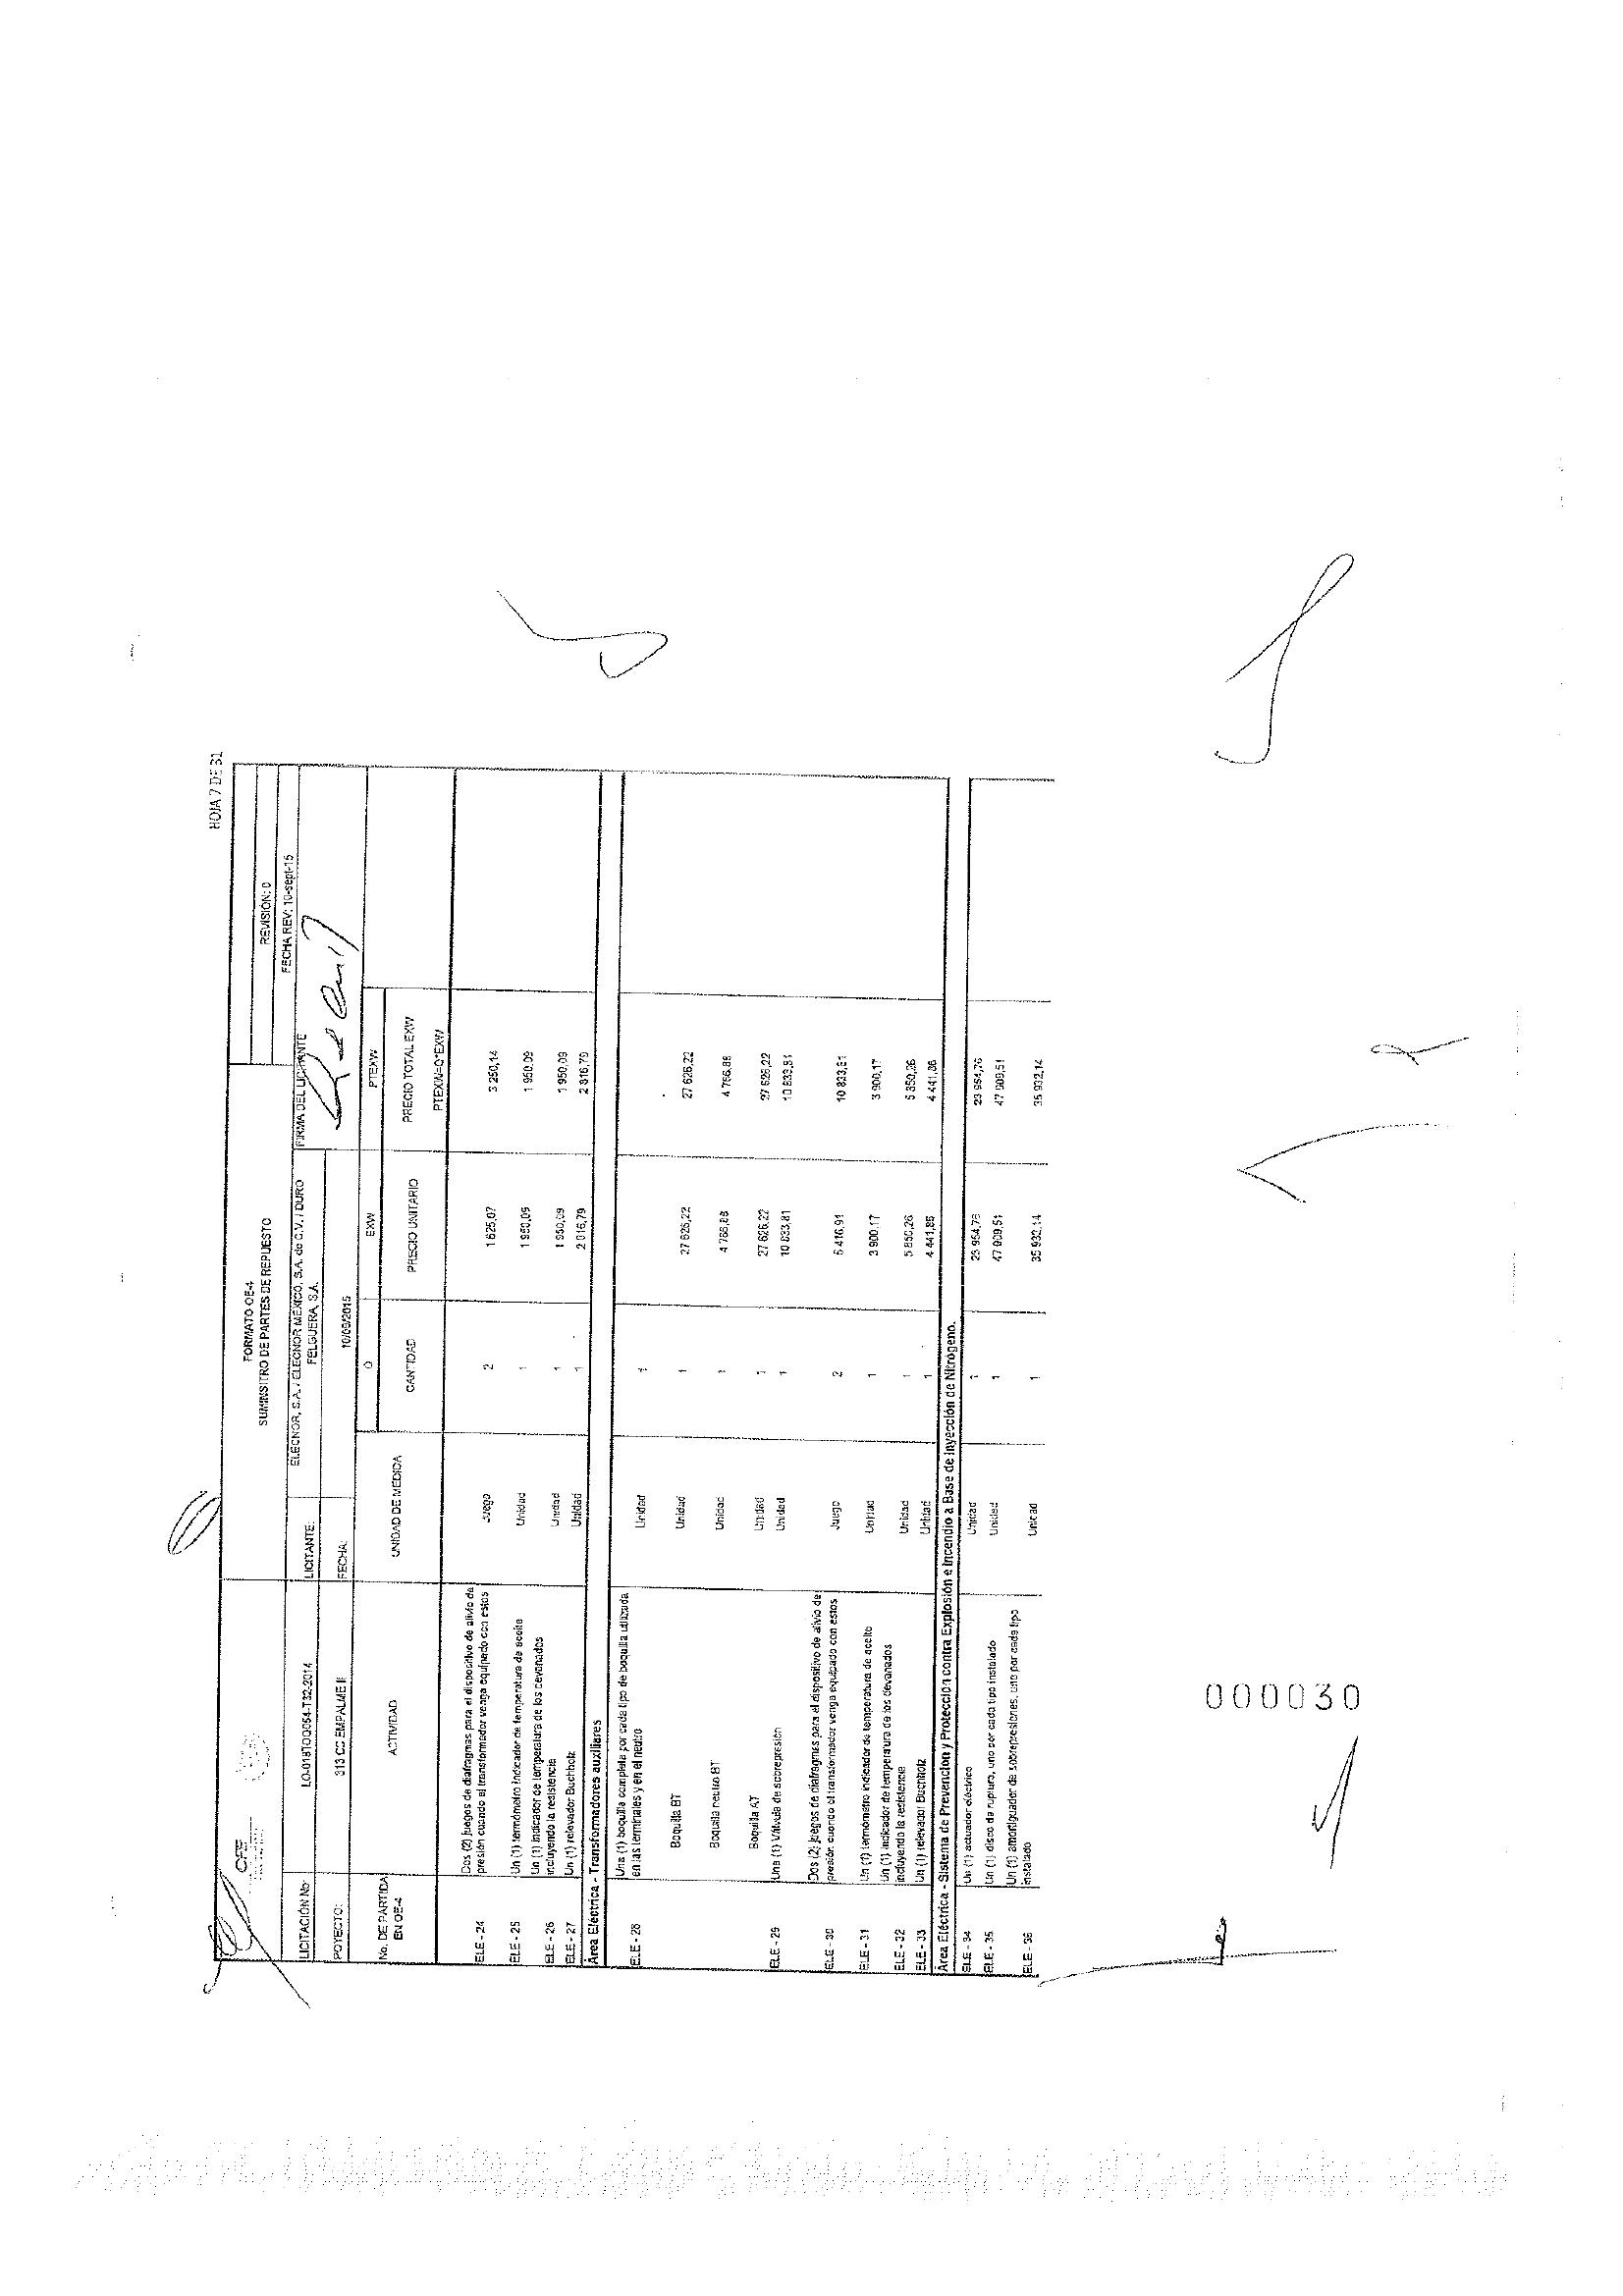 HOJA 7 DE 31
CFE
FORMATO OE-4
SUMINSITRO DE PARTES DE REPUESTO
REVISIÓN: 0
FECHA REV: 10-sept-15
LICITACIÓN No: LO-018TOQ054-T32-2014
LICITANTE: ELECNOR, S.A. / ELECNOR MÉXICO, S.A. de C.V. / DURO
FELGUERA, S.A.
FIRMA DEL LICITANTE
POYECTO: 313 CC EMPALME II
FECHA: 10/09/2015
Q EXW PTEXW
No. DE PARTIDA ACTIVIDAD UNIDAD DE MEDICA CANTIDAD PRECIO UNITARIO PRECIO TOTAL EXW
EN OE-4 PTEXW=Q*EXW
ELE - 24 Dos (2) juegos de diafragmas para el dispositivo de alivio de
presión cuando el transformador venga equipado con estos Juego 2 1 625,07 3 250,14
ELE - 25 Un (1) termómetro indicador de temperatura de aceite Unidad 1 1 950,09 1 950,09
ELE - 26 Un (1) indicador de temperatura de los devanados
incluyendo la resistencia Unidad 1 1 950,09 1 950,09
ELE - 27 Un (1) relevador Buchholz Unidad 1 2 816,79 2 816,79
Área Eléctrica - Transformadores auxiliares
ELE - 28 Una (1) boquilla completa por cada tipo de boquilla utilizada
en las terminales y en el neutro Unidad 1
Boquilla BT Unidad 1 27 626,22 27 626,22
Boquilla neutro BT Unidad 1 4 766,88 4 766,88
Boquilla AT Unidad 1 27 626,22 27 626,22
ELE - 29 Una (1) Válvula de sobrepresión Unidad 1 10 833,81 10 833,81
ELE - 30 Dos (2) juegos de diafragmas para el dispositivo de alivio de
presión cuando el transformador venga equipado con estos Juego 2 5 416,91 10 833,81
ELE - 31 Un (1) termómetro indicador de temperatura de aceite Unidad 1 3 900,17 3 900,17
ELE - 32 Un (1) indicador de temperatura de los devanados
incluyendo la resistencia Unidad 1 5 850,26 5 850,26
ELE - 33 Un (1) relevador Buchholz Unidad 1 4 441,86 4 441,86
Área Eléctrica - Sistema de Prevencion y Protección contra Explosión e Incendio a Base de Inyección de Nitrógeno.
ELE - 34 Un (1) actuador eléctrico Unidad 1 23 954,76 23 954,76
ELE - 35 Un (1) disco de ruptura, uno por cada tipo instalado Unidad 1 47 909,51 47 909,51
ELE - 36 Un (1) amortiguador de sobrepresiones, uno por cada tipo
instalado Unidad 1 35 932,14 35 932,14
000030